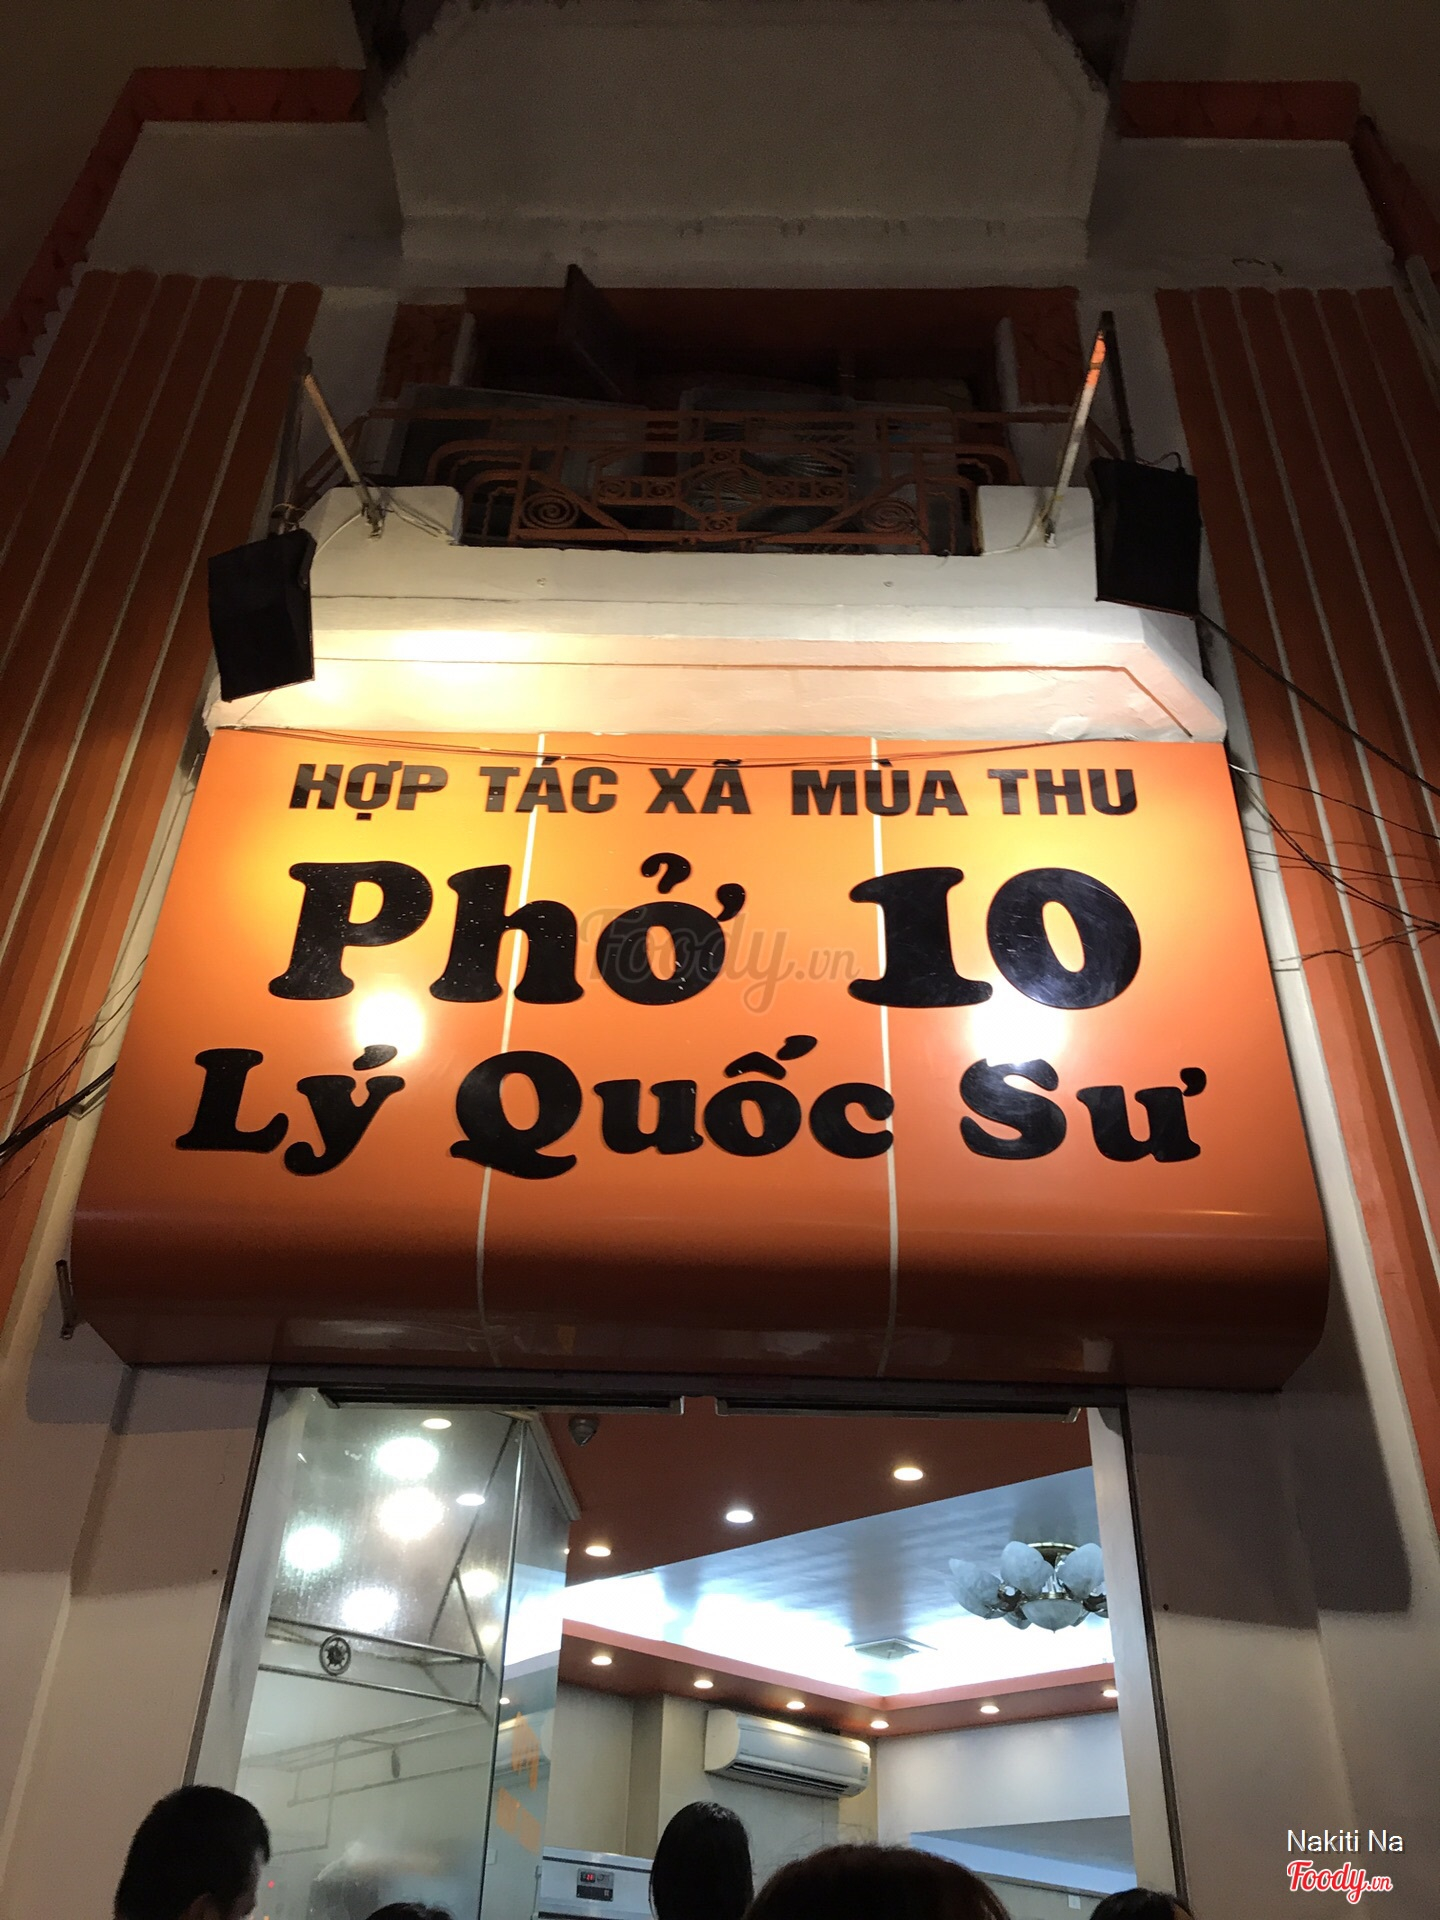 HỢP TÁC XÃ MÙA THU
Phở 10
Foody.vn
Lý Quốc Sư
Nakiti Na
Foody.vn